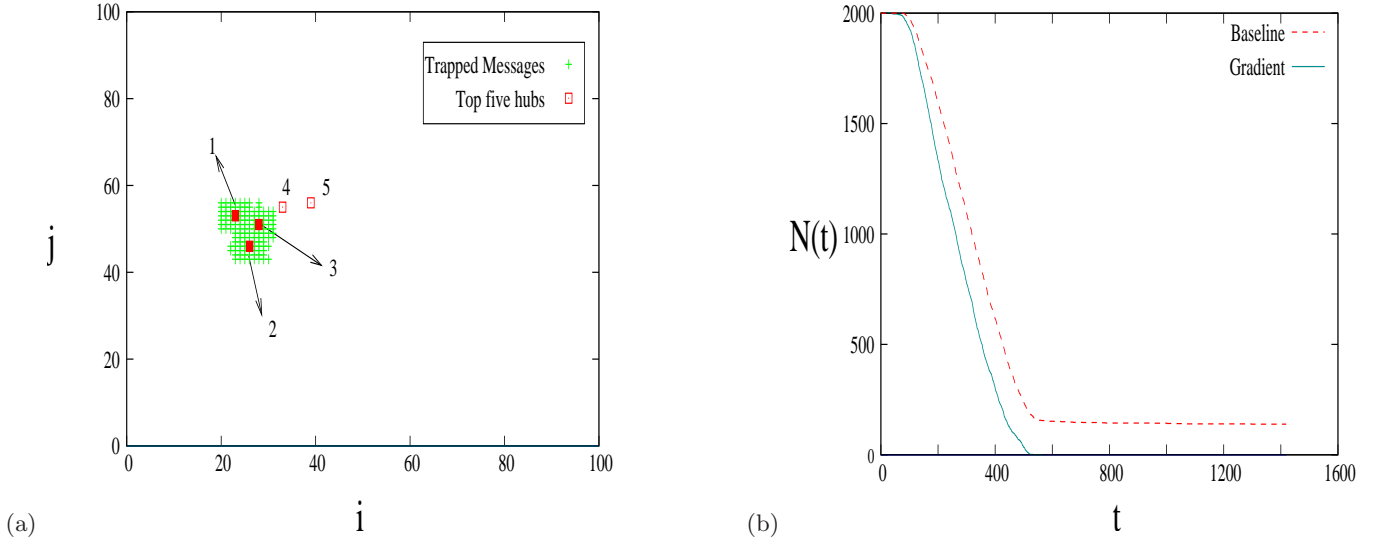 100
80
60
40
20
0
j
0 20 40 60 80 100
i
Trapped Messages
Top five hubs
1
4 5
3
2
(a)
2000
1500
1000
500
0
N(t)
0 400 800 1200 1600
t
Baseline
Gradient
(b)